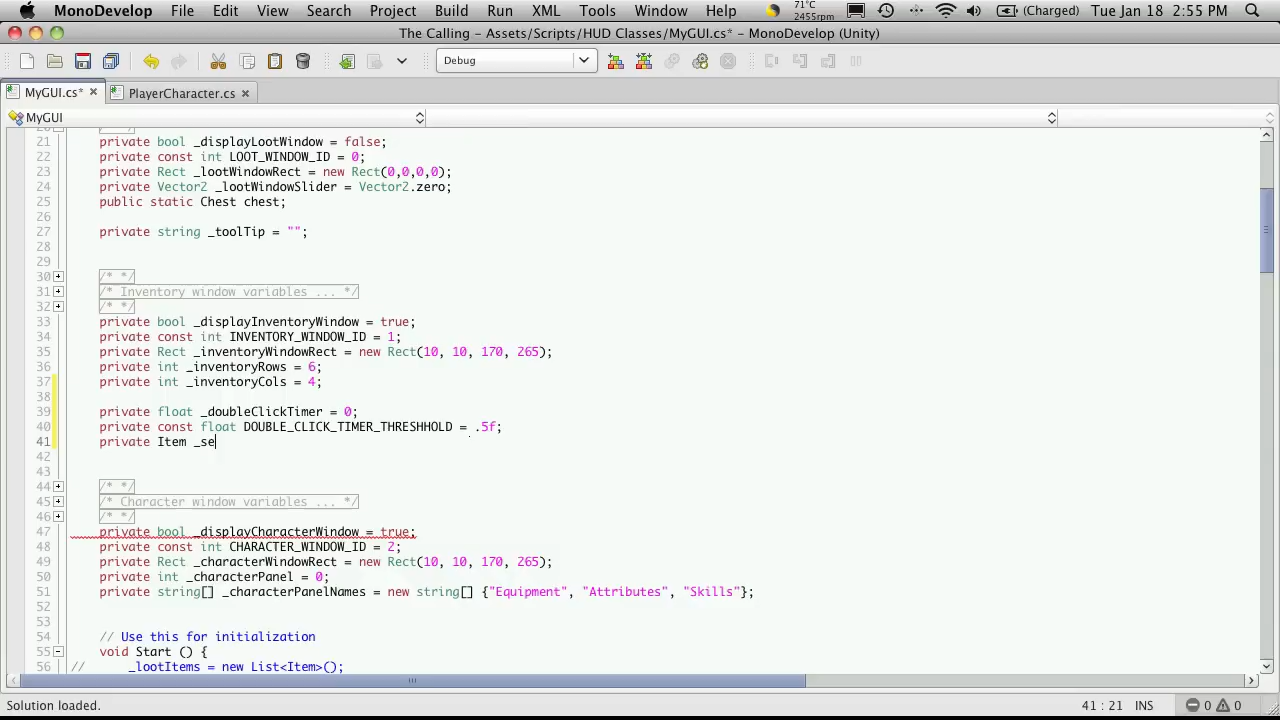 MonoDevelop File Edit View Search Project Build Run XML Tools Window Help 71°C 2455rpm (Charged) Tue Jan 18 2:55 PM
The Calling – Assets/Scripts/HUD Classes/MyGUI.cs* – MonoDevelop (Unity)
Debug
MyGUI.cs* PlayerCharacter.cs
MyGUI
20 /* */
21 private bool _displayLootWindow = false;
22 private const int LOOT_WINDOW_ID = 0;
23 private Rect _lootWindowRect = new Rect(0,0,0,0);
24 private Vector2 _lootWindowSlider = Vector2.zero;
25 public static Chest chest;
26
27 private string _toolTip = "";
28
29
30 /* */
31 /* Inventory window variables ... */
32 /* */
33 private bool _displayInventoryWindow = true;
34 private const int INVENTORY_WINDOW_ID = 1;
35 private Rect _inventoryWindowRect = new Rect(10, 10, 170, 265);
36 private int _inventoryRows = 6;
37 private int _inventoryCols = 4;
38
39 private float _doubleClickTimer = 0;
40 private const float DOUBLE_CLICK_TIMER_THRESHHOLD = .5f;
41 private Item _se
42
43
44 /* */
45 /* Character window variables ... */
46 /* */
47 private bool _displayCharacterWindow = true;
48 private const int CHARACTER_WINDOW_ID = 2;
49 private Rect _characterWindowRect = new Rect(10, 10, 170, 265);
50 private int _characterPanel = 0;
51 private string[] _characterPanelNames = new string[] {"Equipment", "Attributes", "Skills"};
52
53
54 // Use this for initialization
55 void Start () {
56 // _lootItems = new List<Item>();
Solution loaded. 41 : 21 INS 0 0